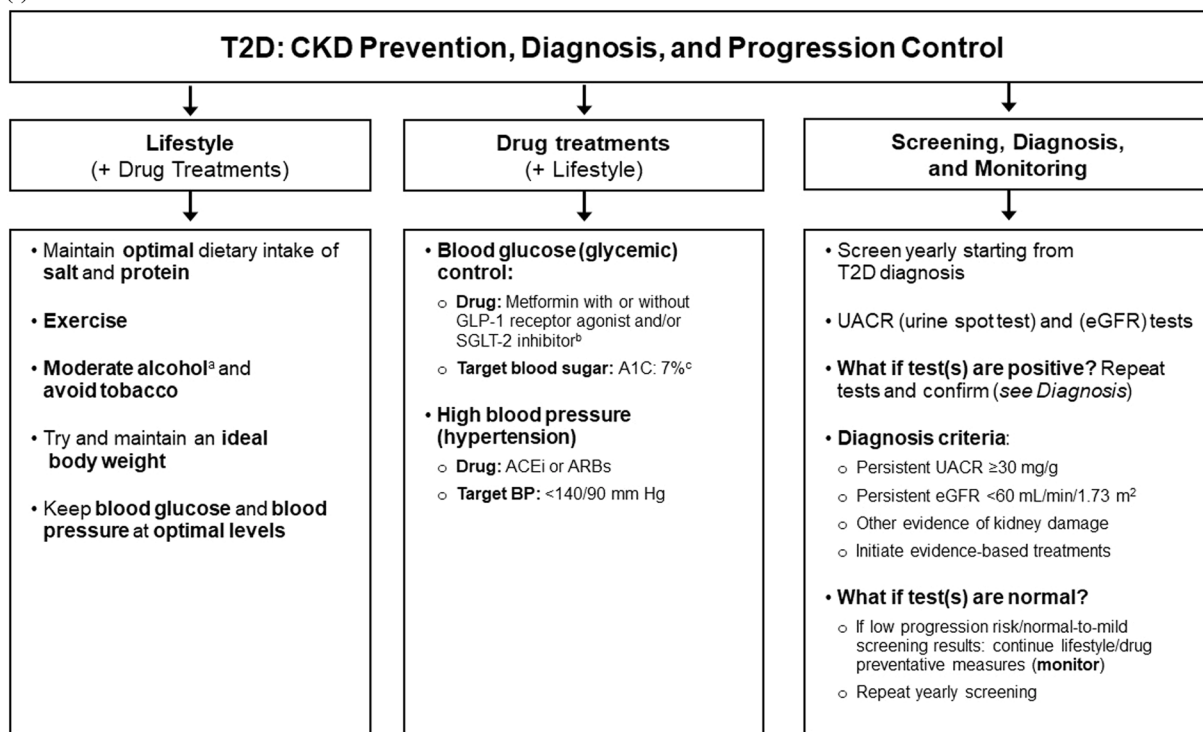 T2D: CKD Prevention, Diagnosis, and Progression Control
Lifestyle
(+ Drug Treatments)
• Maintain optimal dietary intake of
salt and protein
• Exercise
• Moderate alcoholᵃ and
avoid tobacco
• Try and maintain an ideal
body weight
• Keep blood glucose and blood
pressure at optimal levels
Drug treatments
(+ Lifestyle)
• Blood glucose (glycemic)
control:
o Drug: Metformin with or without
GLP-1 receptor agonist and/or
SGLT-2 inhibitorᵇ
o Target blood sugar: A1C: 7%ᶜ
• High blood pressure
(hypertension)
o Drug: ACEi or ARBs
o Target BP: <140/90 mm Hg
Screening, Diagnosis,
and Monitoring
• Screen yearly starting from
T2D diagnosis
• UACR (urine spot test) and (eGFR) tests
• What if test(s) are positive? Repeat
tests and confirm (see Diagnosis)
• Diagnosis criteria:
o Persistent UACR ≥30 mg/g
o Persistent eGFR <60 mL/min/1.73 m²
o Other evidence of kidney damage
o Initiate evidence-based treatments
• What if test(s) are normal?
o If low progression risk/normal-to-mild
screening results: continue lifestyle/drug
preventative measures (monitor)
o Repeat yearly screening